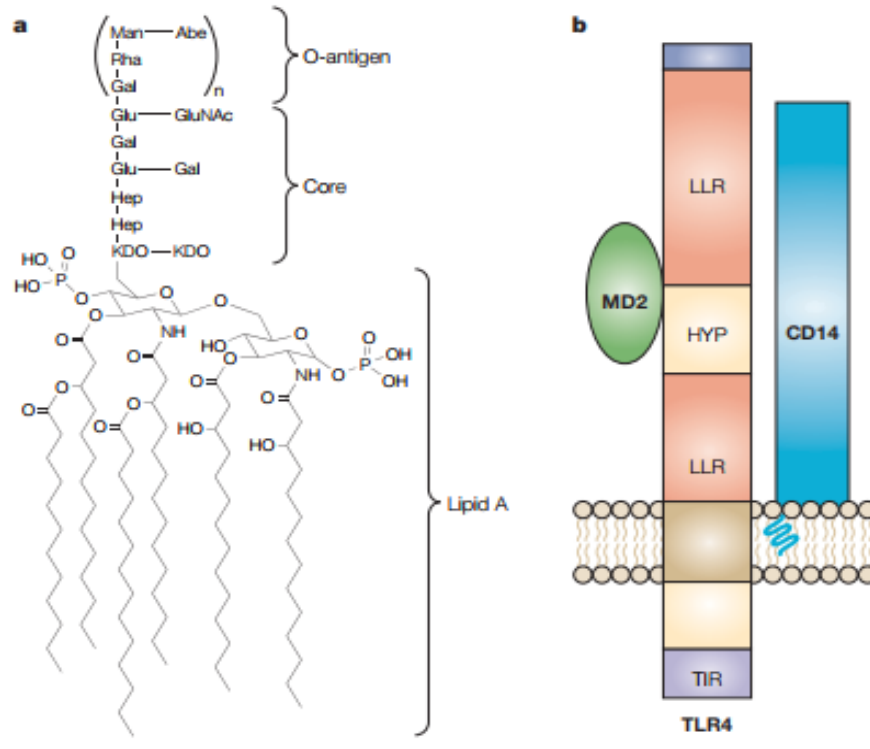 a
Man Abe
Rha
Gal
n
O-antigen
Glu GluNAc
Gal
Glu Gal
Hep
Hep
KDO KDO
Core
HO O
HO P
O
O
O
O
NH
HO
O
O
O
P OH
OH
O
O
O
O
NH
O
O
O
O
O
HO
HO
Lipid A
b
LLR
MD2
HYP
CD14
LLR
TIR
TLR4